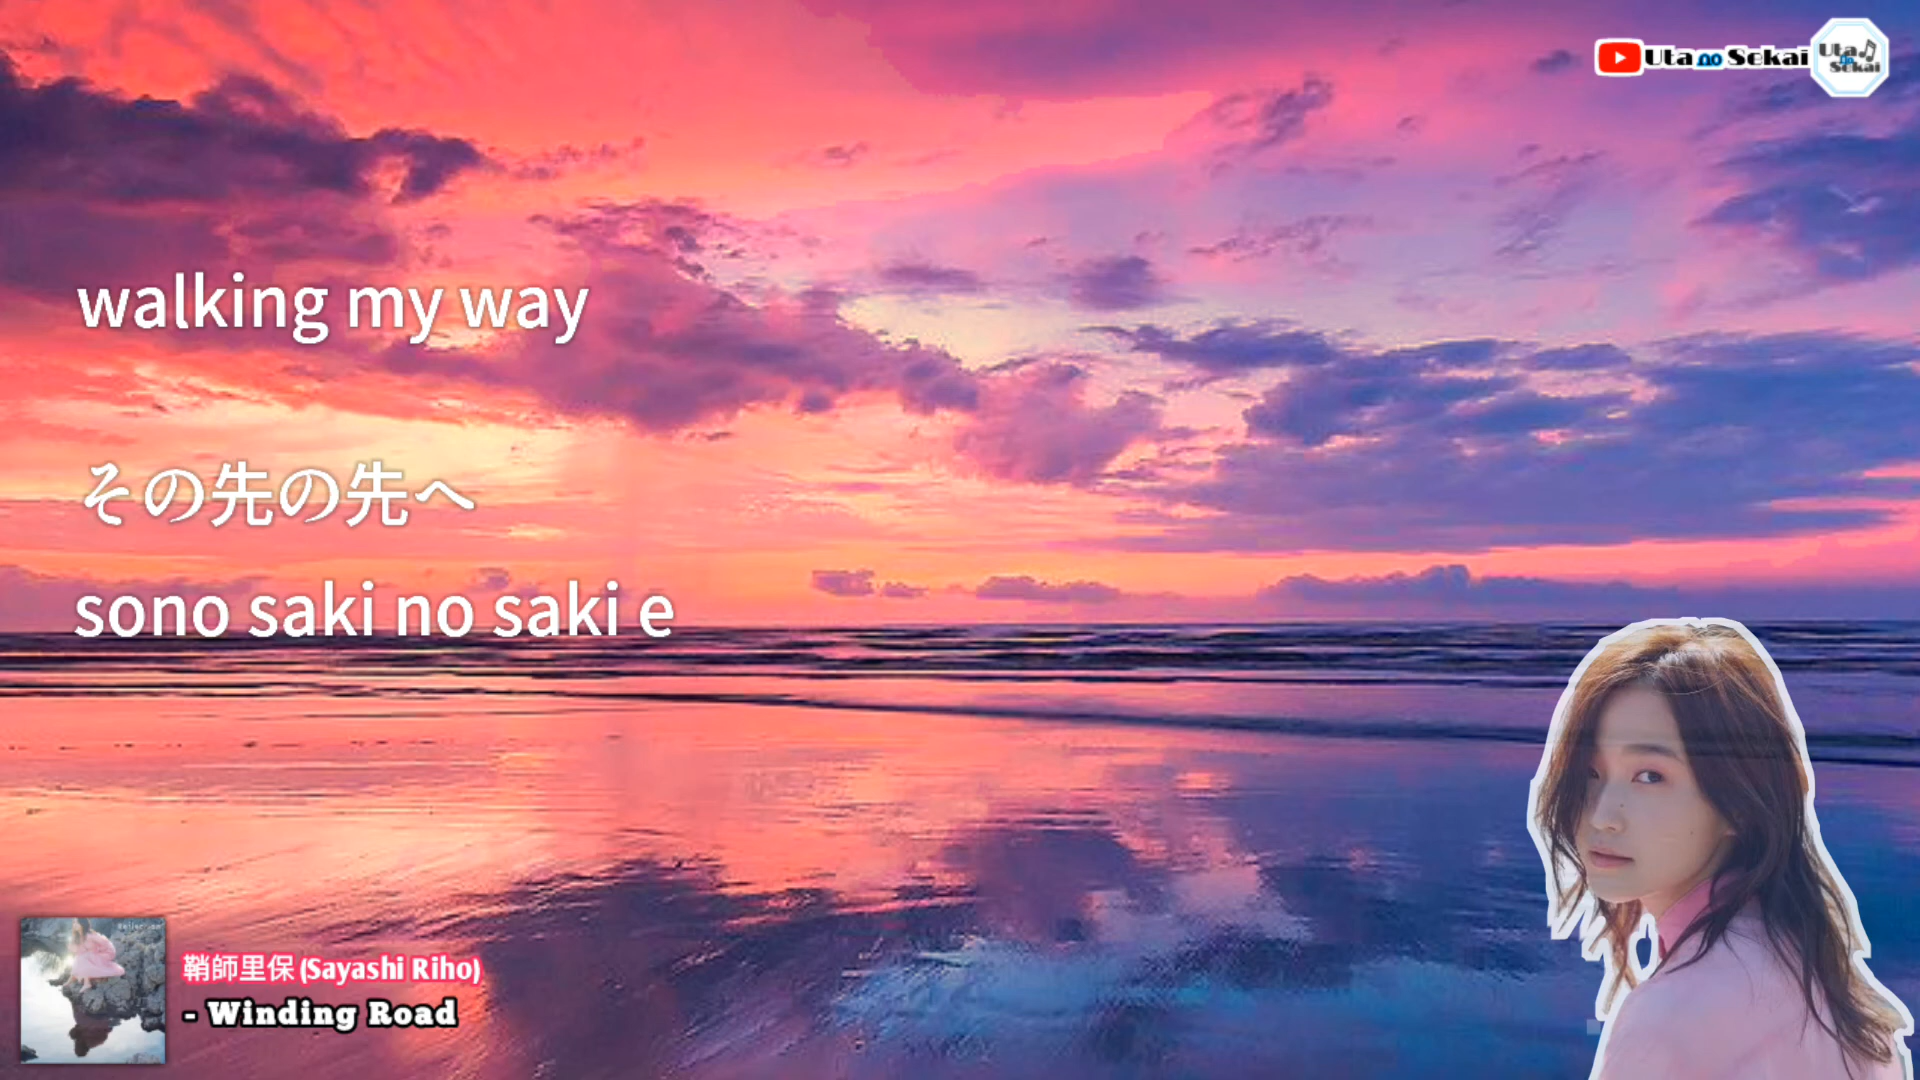 Uta no Sekai
Uta no Sekai
walking my way
その先の先へ
sono saki no saki e
鞘師里保 (Sayashi Riho)
- Winding Road